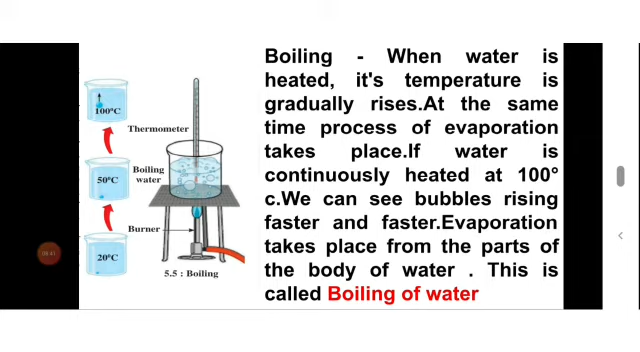 100°C
Thermometer
50°C
Boiling
water
Burner
20°C
5.5 : Boiling
Boiling - When water is
heated, it's temperature is
gradually rises.At the same
time process of evaporation
takes place.If water is
continuously heated at 100°
c.We can see bubbles rising
faster and faster.Evaporation
takes place from the parts of
the body of water . This is
called Boiling of water